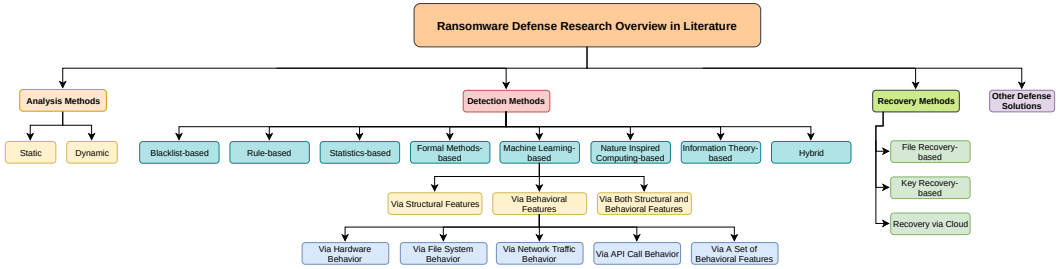 Ransomware Defense Research Overview in Literature
Analysis Methods
Detection Methods
Recovery Methods
Other Defense
Solutions
Static
Dynamic
Blacklist-based
Rule-based
Statistics-based
Formal Methods-
based
Machine Learning-
based
Nature Inspired
Computing-based
Information Theory-
based
Hybrid
File Recovery-
based
Key Recovery-
based
Recovery via Cloud
Via Structural Features
Via Behavioral
Features
Via Both Structural and
Behavioral Features
Via Hardware
Behavior
Via File System
Behavior
Via Network Traffic
Behavior
Via API Call Behavior
Via A Set of
Behavioral Features